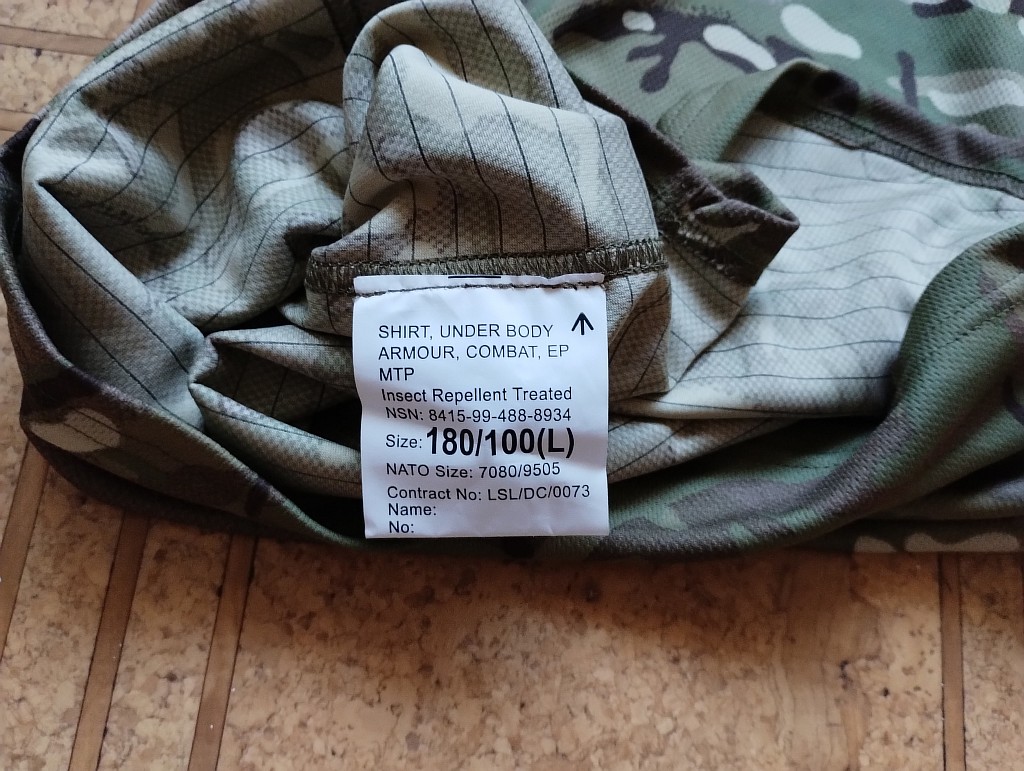 SHIRT, UNDER BODY
ARMOUR, COMBAT, EP
MTP
Insect Repellent Treated
NSN: 8415-99-488-8934
Size: 180/100(L)
NATO Size: 7080/9505
Contract No: LSL/DC/0073
Name:
No: